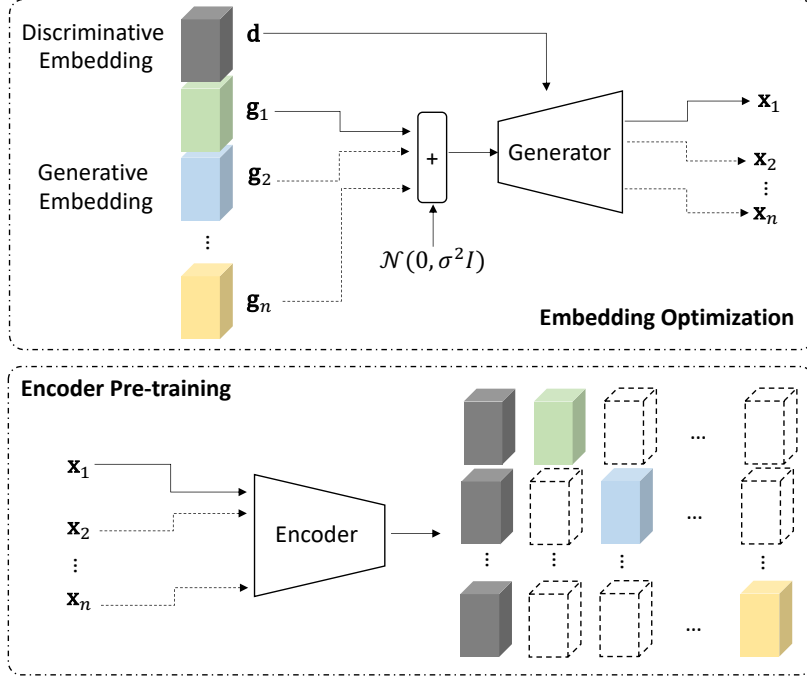 Discriminative
Embedding
d
g₁
Generative
Embedding
g₂
⋮
gₙ
+
𝒩(0, σ²I)
Generator
x₁
x₂
⋮
xₙ
Embedding Optimization
Encoder Pre-training
x₁
x₂
⋮
xₙ
Encoder
...
...
⋮ ⋮ ⋮ ⋮
...